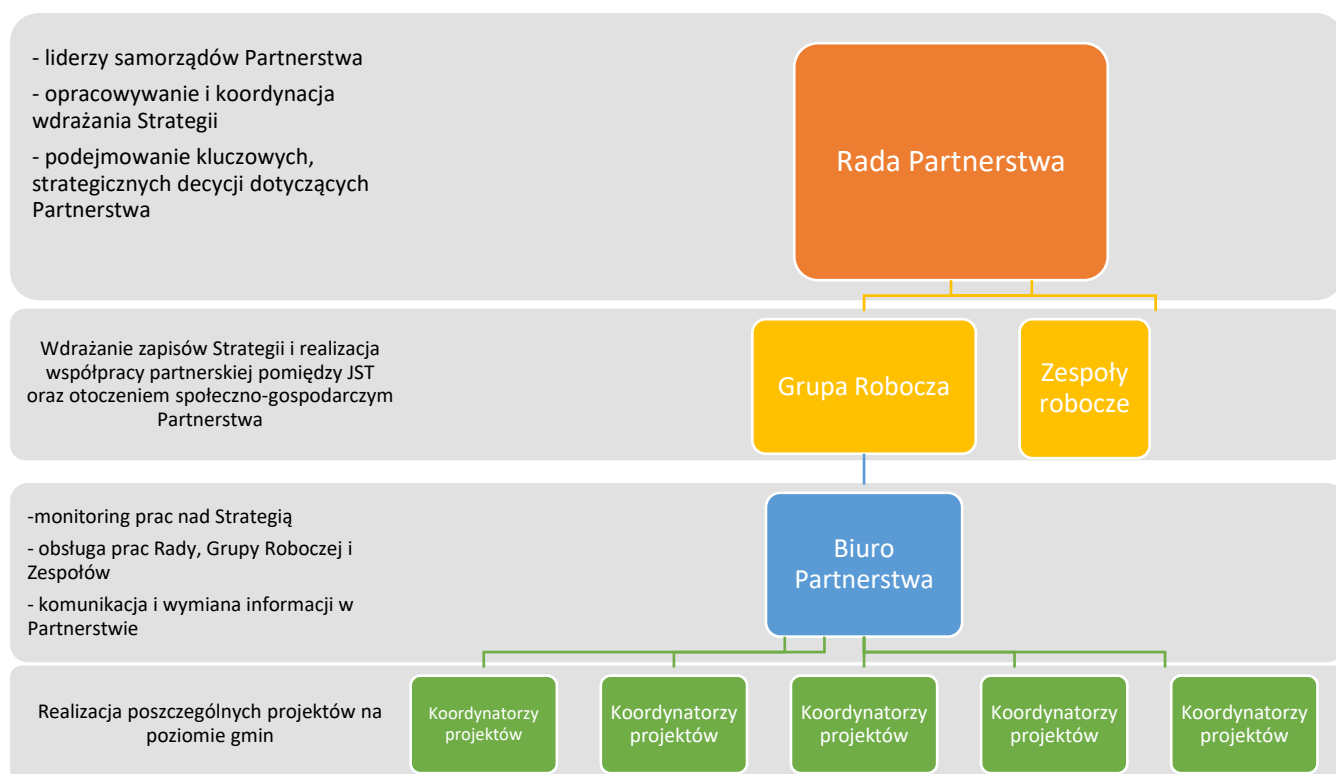 - liderzy samorządów Partnerstwa
- opracowywanie i koordynacja
wdrażania Strategii
- podejmowanie kluczowych,
strategicznych decycji dotyczących
Partnerstwa
Rada Partnerstwa
Wdrażanie zapisów Strategii i realizacja
współpracy partnerskiej pomiędzy JST
oraz otoczeniem społeczno-gospodarczym
Partnerstwa
Grupa Robocza
Zespoły
robocze
-monitoring prac nad Strategią
- obsługa prac Rady, Grupy Roboczej i
Zespołów
- komunikacja i wymiana informacji w
Partnerstwie
Biuro
Partnerstwa
Realizacja poszczególnych projektów na
poziomie gmin
Koordynatorzy
projektów
Koordynatorzy
projektów
Koordynatorzy
projektów
Koordynatorzy
projektów
Koordynatorzy
projektów